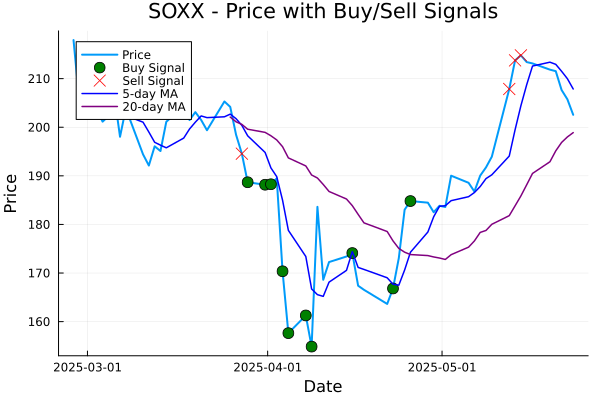 SOXX - Price with Buy/Sell Signals
Price
Buy Signal
Sell Signal
5-day MA
20-day MA
210
200
190
180
170
160
Price
2025-03-01
2025-04-01
2025-05-01
Date